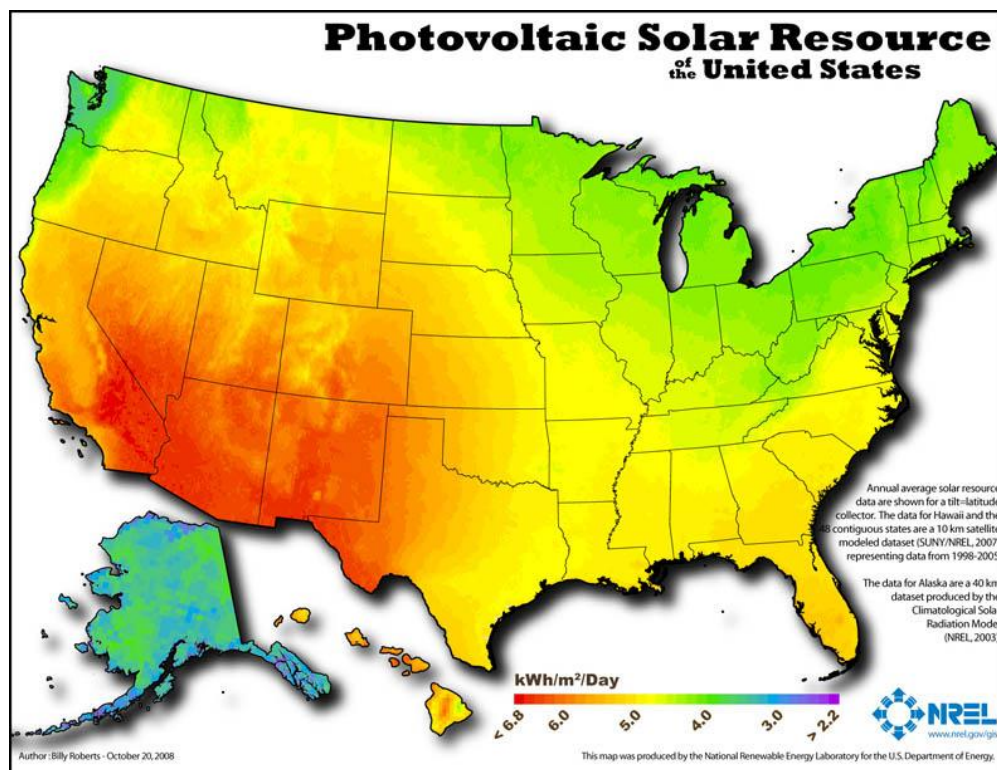 Photovoltaic Solar Resource
of
the United States
Annual average solar resource
data are shown for a tilt=latitude
collector. The data for Hawaii and the
48 contiguous states are a 10 km satellite
modeled dataset (SUNY/NREL, 2007)
representing data from 1998-2005
The data for Alaska are a 40 km
dataset produced by the
Climatological Solar
Radiation Model
(NREL, 2003)
kWh/m²/Day
< 6.8
6.0
5.0
4.0
3.0
> 2.2
NREL
www.nrel.gov/gis
Author : Billy Roberts - October 20, 2008
This map was produced by the National Renewable Energy Laboratory for the U.S. Department of Energy.